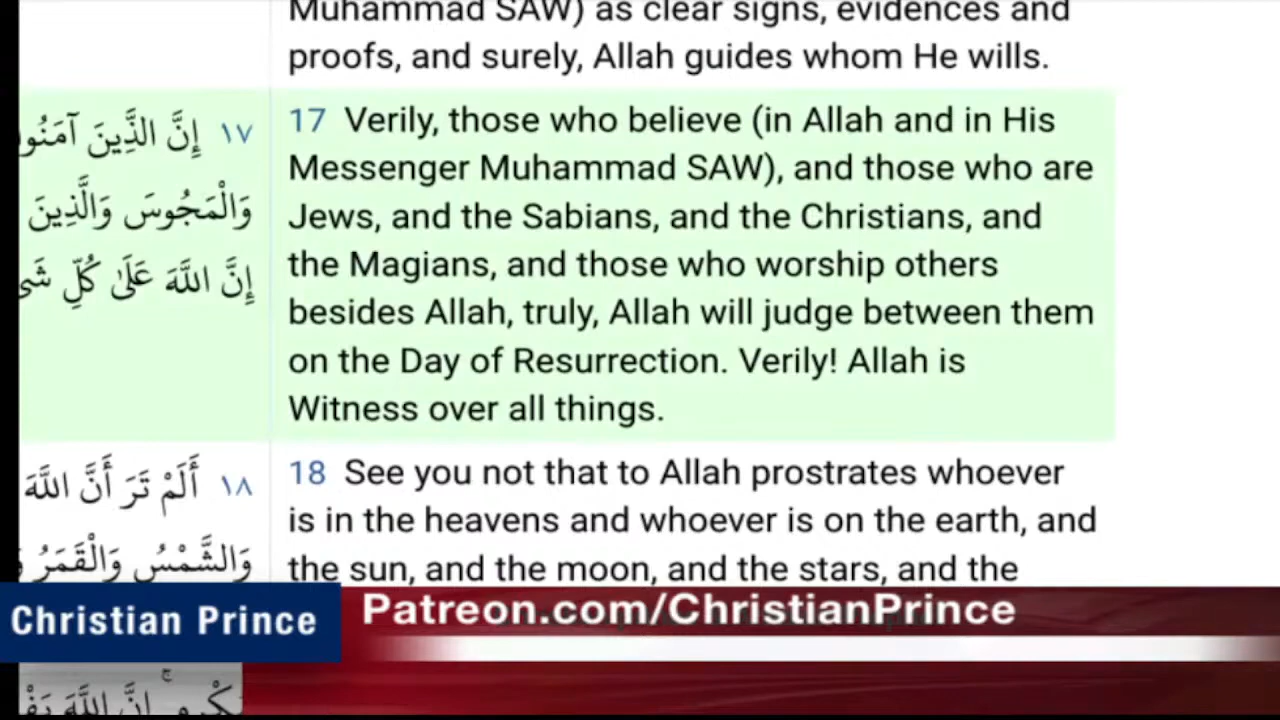 Muhammad SAW) as clear signs, evidences and
proofs, and surely, Allah guides whom He wills.
١٧ إِنَّ الَّذِينَ آمَنُوا
وَالْمَجُوسَ وَالَّذِينَ
إِنَّ اللَّهَ عَلَىٰ كُلِّ شَيْ
17 Verily, those who believe (in Allah and in His
Messenger Muhammad SAW), and those who are
Jews, and the Sabians, and the Christians, and
the Magians, and those who worship others
besides Allah, truly, Allah will judge between them
on the Day of Resurrection. Verily! Allah is
Witness over all things.
١٨ أَلَمْ تَرَ أَنَّ اللَّهَ
وَالشَّمْسُ وَالْقَمَرُ
18 See you not that to Allah prostrates whoever
is in the heavens and whoever is on the earth, and
the sun, and the moon, and the stars, and the
Christian Prince
Patreon.com/ChristianPrince